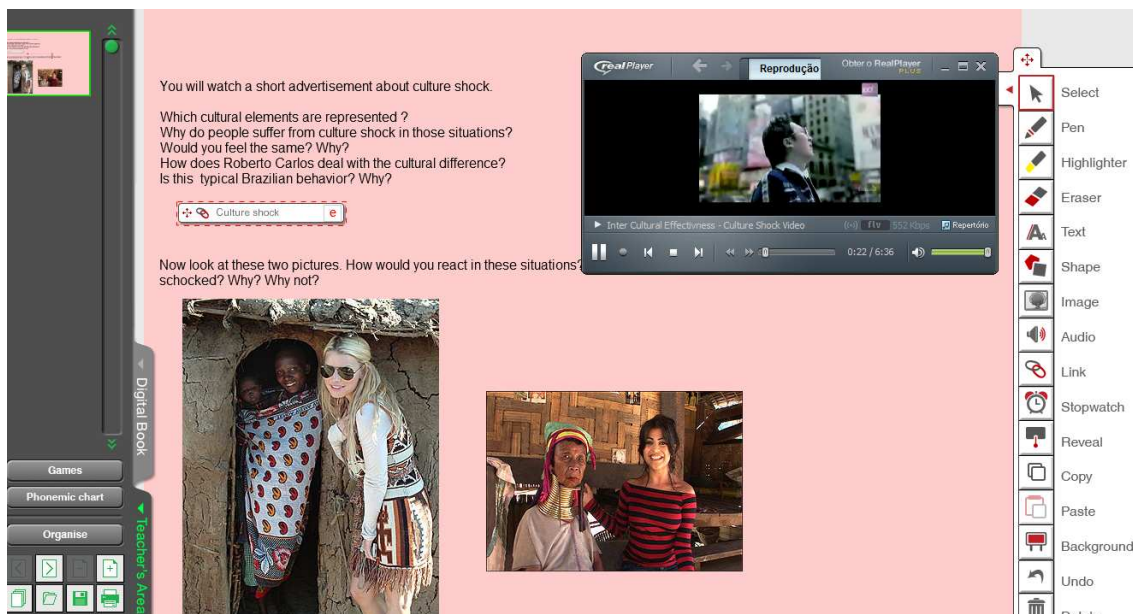 You will watch a short advertisement about culture shock.
Which cultural elements are represented ?
Why do people suffer from culture shock in those situations?
Would you feel the same? Why?
How does Roberto Carlos deal with the cultural difference?
Is this typical Brazilian behavior? Why?
Culture shock
e
Now look at these two pictures. How would you react in these situations?
schocked? Why? Why not?
real Player
Reprodução
Obter o RealPlayer
PLUS
Inter Cultural Effectivness - Culture Shock Video
flv
552 Kbps
Repertório
0:22 / 6:36
Digital Book
Teacher's Area
Games
Phonemic chart
Organise
Select
Pen
Highlighter
Eraser
Text
Shape
Image
Audio
Link
Stopwatch
Reveal
Copy
Paste
Background
Undo